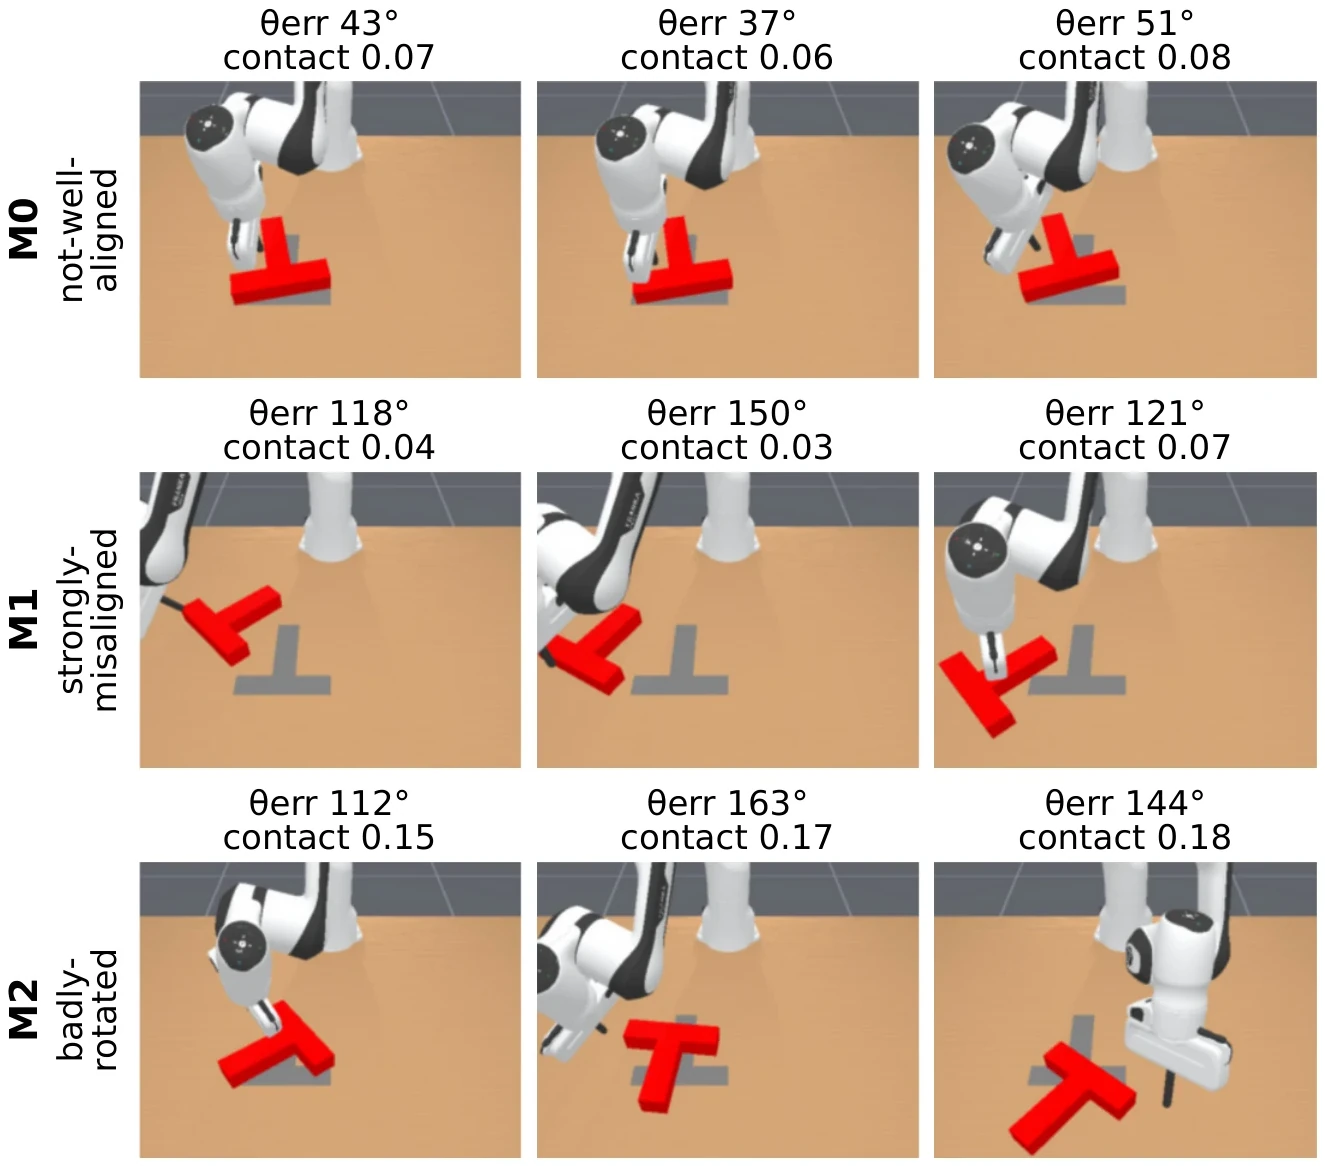 θerr 43°
contact 0.07
θerr 37°
contact 0.06
θerr 51°
contact 0.08
M0
not-well-
aligned
θerr 118°
contact 0.04
θerr 150°
contact 0.03
θerr 121°
contact 0.07
M1
strongly-
misaligned
θerr 112°
contact 0.15
θerr 163°
contact 0.17
θerr 144°
contact 0.18
M2
badly-
rotated